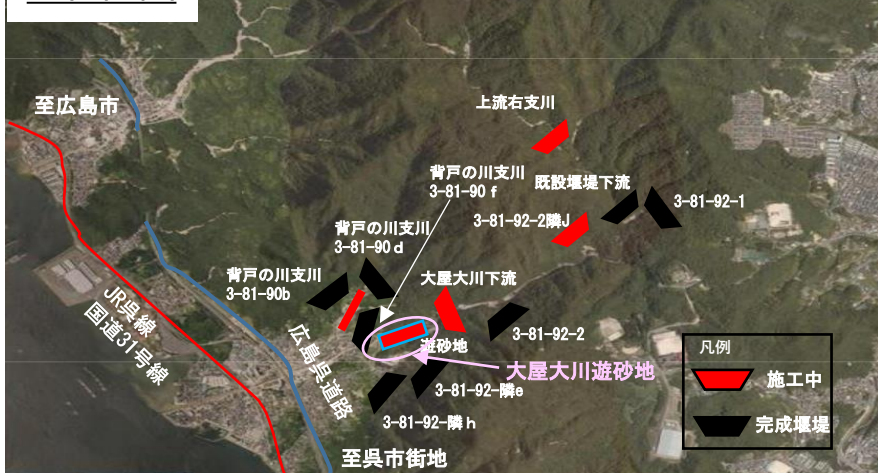 至広島市
上流右支川
背戸の川支川
3-81-90 f
既設堰堤下流
3-81-92-1
3-81-92-2隣J
背戸の川支川
3-81-90 d
背戸の川支川
3-81-90b
大屋大川下流
JR呉線
国道31号線
広島呉道路
3-81-92-2
遊砂地
大屋大川遊砂地
3-81-92-隣e
3-81-92-隣h
至呉市街地
凡例
施工中
完成堰堤